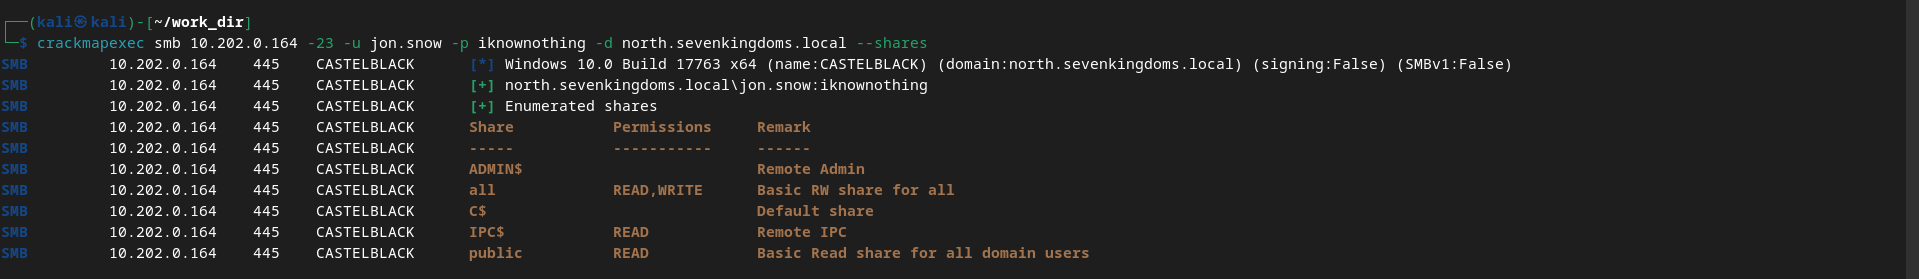 ┌──(kali㉿kali)-[~/work_dir]
└─$ crackmapexec smb 10.202.0.164 -23 -u jon.snow -p iknownothing -d north.sevenkingdoms.local --shares
SMB         10.202.0.164    445    CASTELBLACK      [*] Windows 10.0 Build 17763 x64 (name:CASTELBLACK) (domain:north.sevenkingdoms.local) (signing:False) (SMBv1:False)
SMB         10.202.0.164    445    CASTELBLACK      [+] north.sevenkingdoms.local\jon.snow:iknownothing
SMB         10.202.0.164    445    CASTELBLACK      [+] Enumerated shares
SMB         10.202.0.164    445    CASTELBLACK      Share           Permissions     Remark
SMB         10.202.0.164    445    CASTELBLACK      -----           -----------     ------
SMB         10.202.0.164    445    CASTELBLACK      ADMIN$                          Remote Admin
SMB         10.202.0.164    445    CASTELBLACK      all             READ,WRITE      Basic RW share for all
SMB         10.202.0.164    445    CASTELBLACK      C$                              Default share
SMB         10.202.0.164    445    CASTELBLACK      IPC$            READ            Remote IPC
SMB         10.202.0.164    445    CASTELBLACK      public          READ            Basic Read share for all domain users